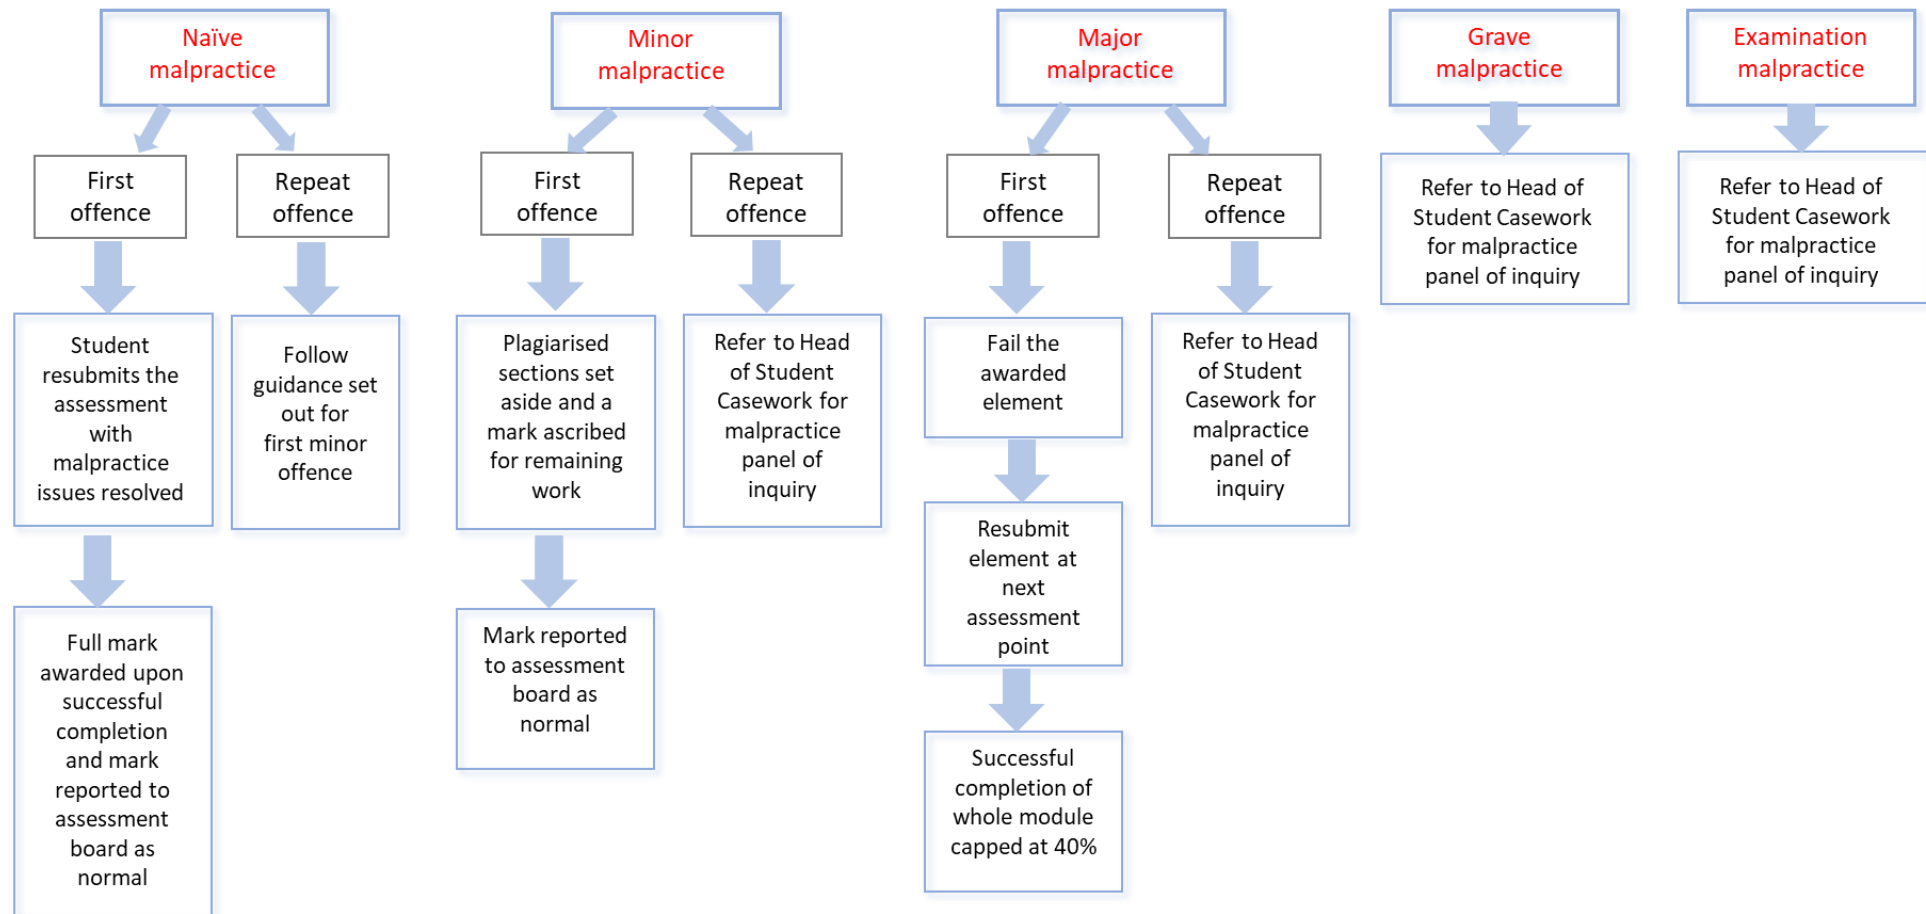 Naïve
malpractice
First
offence
Student
resubmits the
assessment
with
malpractice
issues resolved
Full mark
awarded upon
successful
completion
and mark
reported to
assessment
board as
normal
Repeat
offence
Follow
guidance set
out for
first minor
offence
Minor
malpractice
First
offence
Plagiarised
sections set
aside and a
mark ascribed
for remaining
work
Mark reported
to assessment
board as
normal
Repeat
offence
Refer to Head
of Student
Casework for
malpractice
panel of
inquiry
Major
malpractice
First
offence
Fail the
awarded
element
Resubmit
element at
next
assessment
point
Successful
completion of
whole module
capped at 40%
Repeat
offence
Refer to Head
of Student
Casework for
malpractice
panel of
inquiry
Grave
malpractice
Refer to Head of
Student Casework
for malpractice
panel of inquiry
Examination
malpractice
Refer to Head of
Student Casework
for malpractice
panel of inquiry